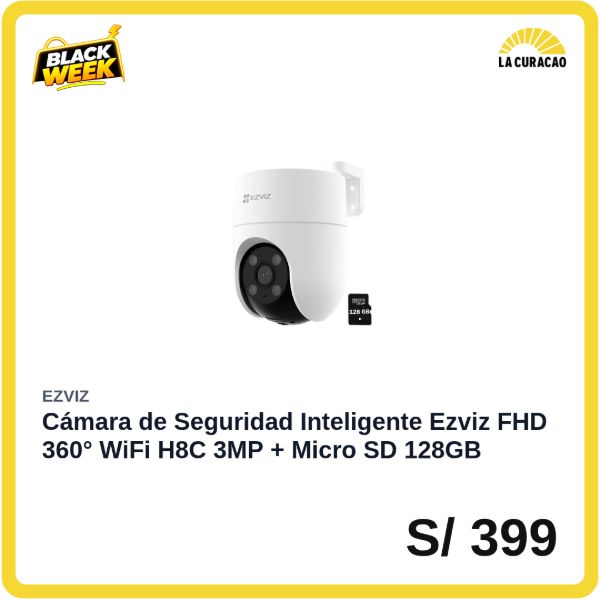 BLACK
WEEK
LA CURACAO
EZVIZ
micro
128 GB
EZVIZ
Cámara de Seguridad Inteligente Ezviz FHD
360° WiFi H8C 3MP + Micro SD 128GB
S/ 399